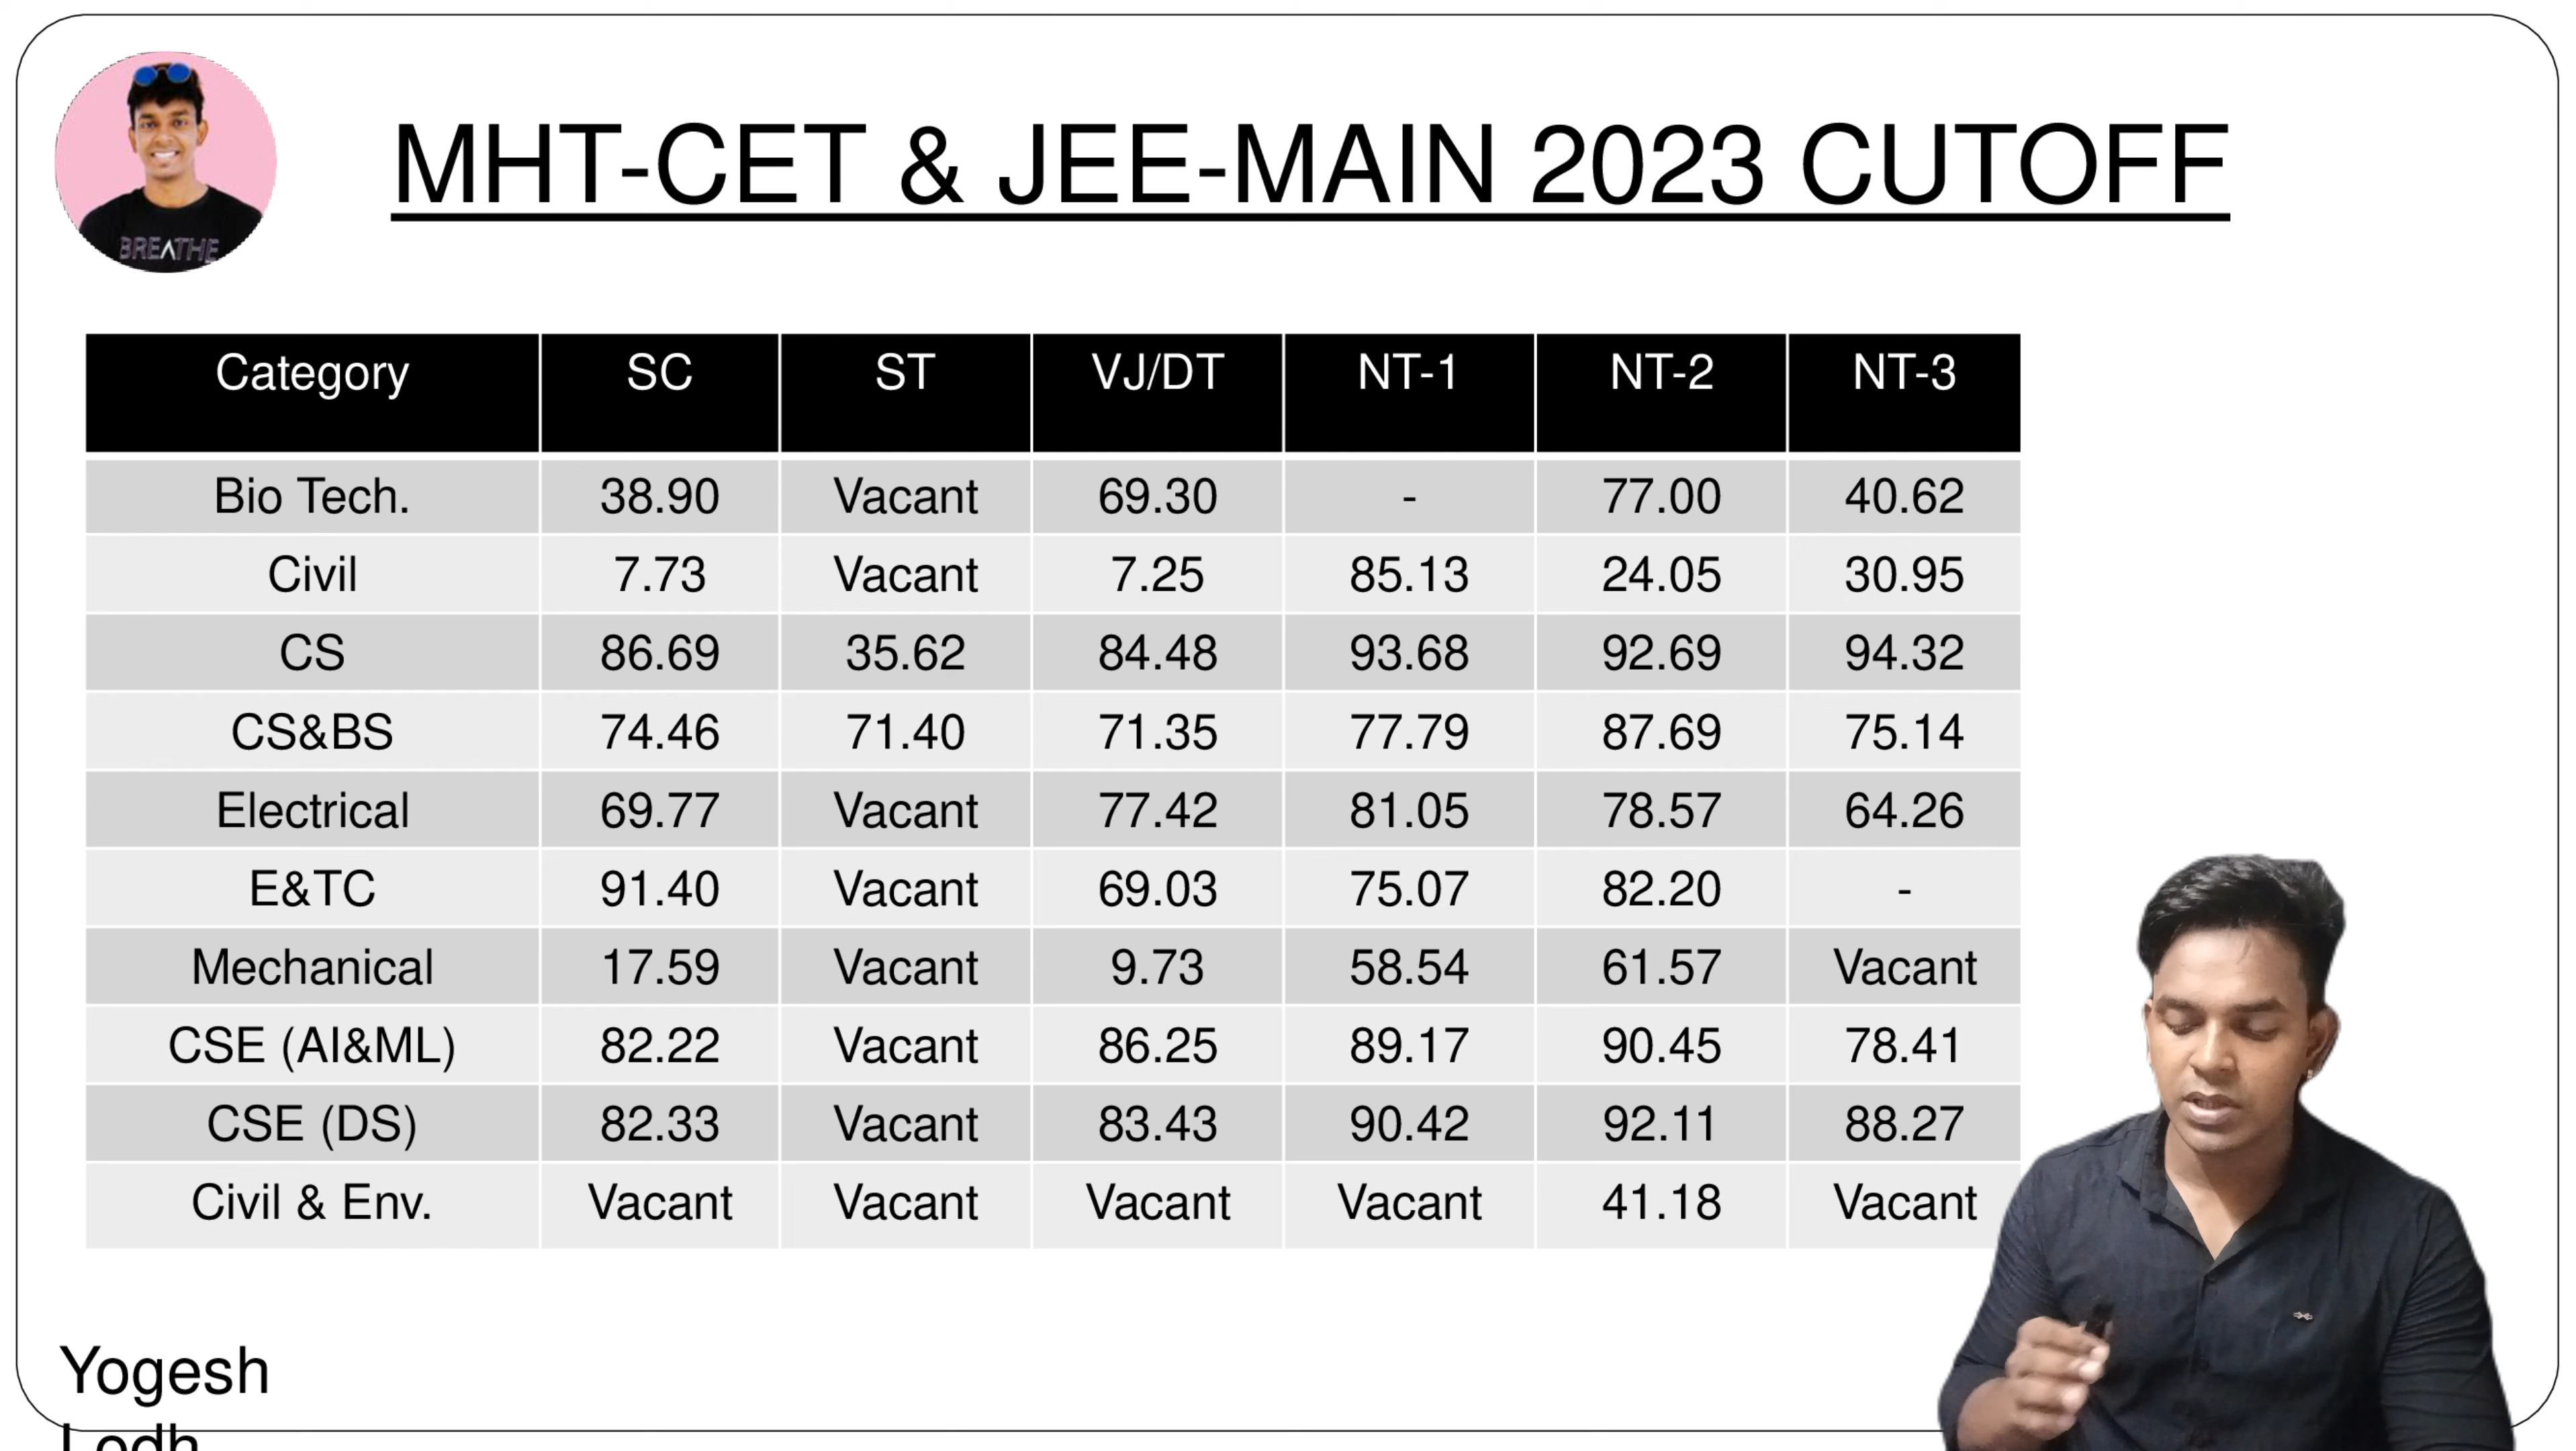 BREATHE
MHT-CET & JEE-MAIN 2023 CUTOFF
Category SC ST VJ/DT NT-1 NT-2 NT-3
Bio Tech. 38.90 Vacant 69.30 - 77.00 40.62
Civil 7.73 Vacant 7.25 85.13 24.05 30.95
CS 86.69 35.62 84.48 93.68 92.69 94.32
CS&BS 74.46 71.40 71.35 77.79 87.69 75.14
Electrical 69.77 Vacant 77.42 81.05 78.57 64.26
E&TC 91.40 Vacant 69.03 75.07 82.20 -
Mechanical 17.59 Vacant 9.73 58.54 61.57 Vacant
CSE (AI&ML) 82.22 Vacant 86.25 89.17 90.45 78.41
CSE (DS) 82.33 Vacant 83.43 90.42 92.11 88.27
Civil & Env. Vacant Vacant Vacant Vacant 41.18 Vacant
Yogesh
Lodh